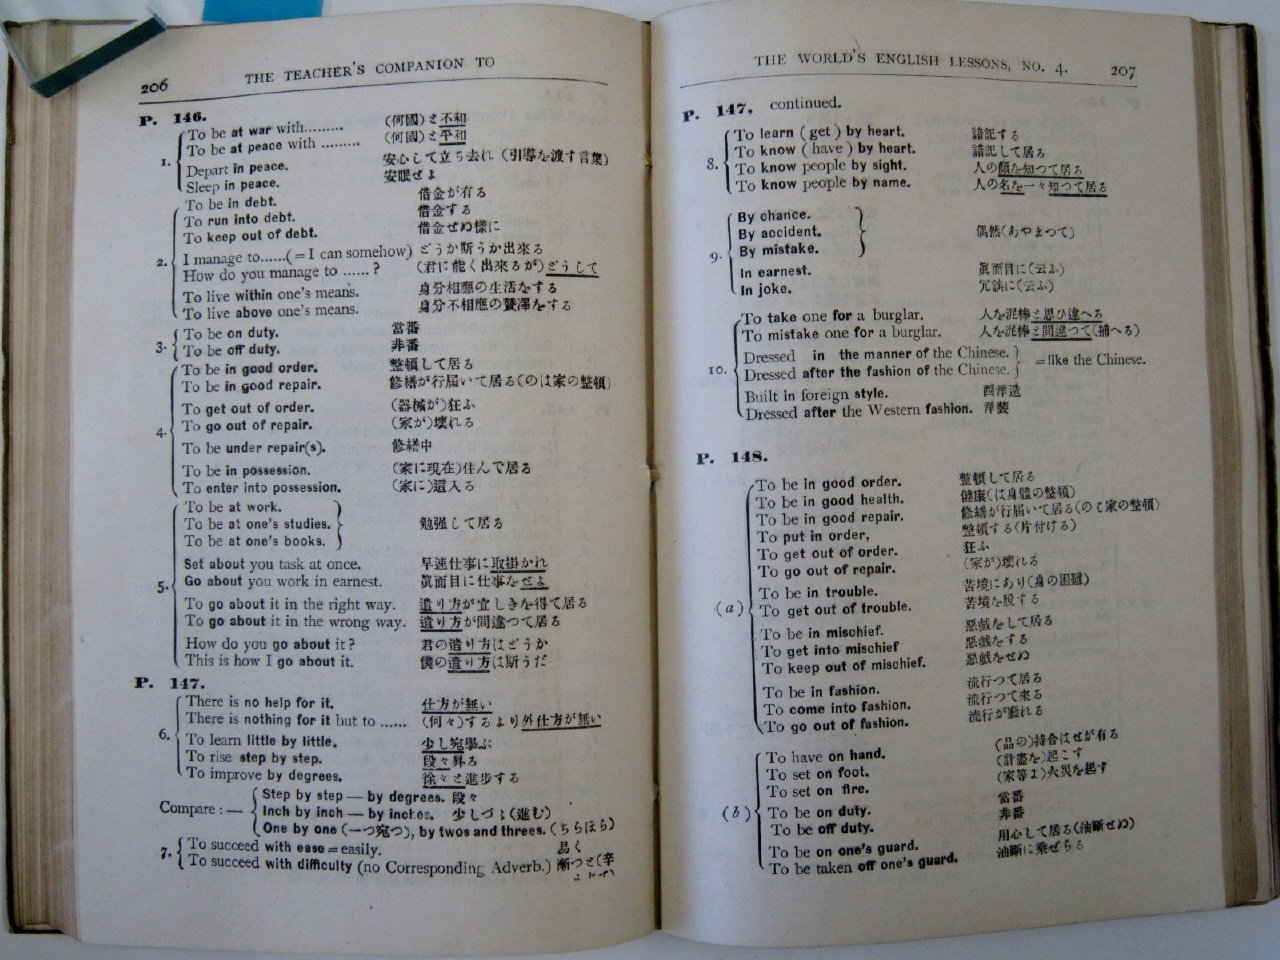 206 THE TEACHER'S COMPANION TO
P. 146.
1. To be at war with......... (何國)と不和
To be at peace with ......... (何國)と平和
Depart in peace. 安心して立ち去れ (引導を渡す言葉)
Sleep in peace. 安眠せよ
2. To be in debt. 借金が有る
To run into debt. 借金する
To keep out of debt. 借金せぬ樣に
I manage to......(=I can somehow) どうか斯うか出來る
How do you manage to ......? (君に能く出來るが)どうして
To live within one's means. 身分相應の生活をする
To live above one's means. 身分不相應の贅澤をする
3. To be on duty. 當番
To be off duty. 非番
4. To be in good order. 整頓して居る
To be in good repair. 修繕が行届いて居る(のは家の整頓)
To get out of order. (器械が)狂ふ
To go out of repair. (家が)壞れる
To be under repair(s). 修繕中
To be in possession. (家に現在)住んで居る
To enter into possession. (家に)這入る
5. To be at work.
To be at one's studies. 勉强して居る
To be at one's books.
Set about you task at once. 早速仕事に取掛かれ
Go about you work in earnest. 眞面目に仕事をせよ
To go about it in the right way. 遣り方が宜しきを得て居る
To go about it in the wrong way. 遣り方が間違つて居る
How do you go about it? 君の遣り方はどうか
This is how I go about it. 僕の遣り方は斯うだ
P. 147.
6. There is no help for it. 仕方が無い
There is nothing for it but to ...... (何々)するより外仕方が無い
To learn little by little. 少し宛學ぶ
To rise step by step. 段々昇る
To improve by degrees. 徐々と進步する
Compare:— Step by step — by degrees. 段々
Inch by inch — by inches. 少しづゝ(進む)
One by one (一つ宛つ), by twos and threes. (ちらほら)
7. To succeed with ease = easily. 易く
To succeed with difficulty (no Corresponding Adverb.) 漸つと(辛
THE WORLD'S ENGLISH LESSONS, NO. 4. 207
P. 147, continued.
8. To learn (get) by heart. 諳記する
To know (have) by heart. 諳記して居る
To know people by sight. 人の顏を知つて居る
To know people by name. 人の名を一々知つて居る
9. By chance.
By accident. 偶然(あやまつて)
By mistake.
In earnest. 眞面目に(云ふ)
In joke. 冗談に(云ふ)
10. To take one for a burglar. 人を泥棒と思ひ違へる
To mistake one for a burglar. 人を泥棒と間違つて(捕へる)
Dressed in the manner of the Chinese.
Dressed after the fashion of the Chinese. =like the Chinese.
Built in foreign style. 西洋造
Dressed after the Western fashion. 洋裝
P. 148.
(a) To be in good order. 整頓して居る
To be in good health. 健康(は身體の整頓)
To be in good repair. 修繕が行届いて居る(のは家の整頓)
To put in order, 整頓する(片付ける)
To get out of order. 狂ふ
To go out of repair. (家が)壞れる
To be in trouble. 苦境にあり(身の困難)
To get out of trouble. 苦境を脫する
To be in mischief. 惡戲をして居る
To get into mischief 惡戲をする
To keep out of mischief. 惡戲をせぬ
To be in fashion. 流行つて居る
To come into fashion. 流行つて來る
To go out of fashion. 流行が廢れる
(b) To have on hand. (品の)持合はせが有る
To set on foot. (計畫を)起こす
To set on fire. (家等よ)火災を起す
To be on duty. 當番
To be off duty. 非番
To be on one's guard. 用心して居る(油斷せぬ)
To be taken off one's guard. 油斷に乘ぜらる